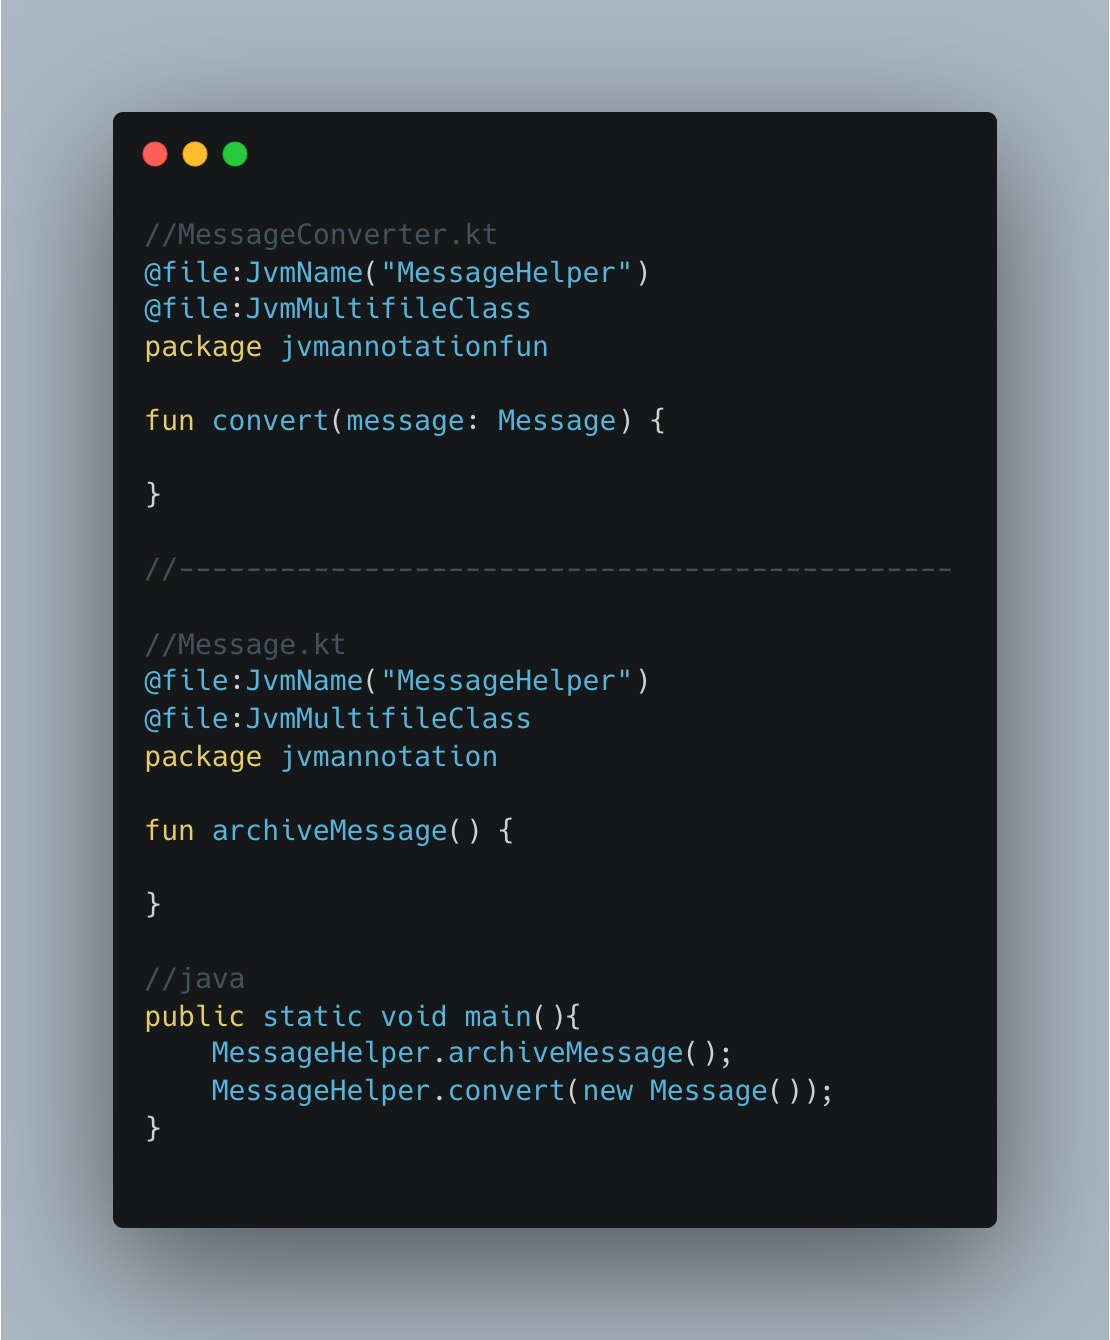 //MessageConverter.kt
@file:JvmName("MessageHelper")
@file:JvmMultifileClass
package jvmannotationfun
fun convert(message: Message) {
}
//----------------------------------------------
//Message.kt
@file:JvmName("MessageHelper")
@file:JvmMultifileClass
package jvmannotation
fun archiveMessage() {
}
//java
public static void main(){
    MessageHelper.archiveMessage();
    MessageHelper.convert(new Message());
}